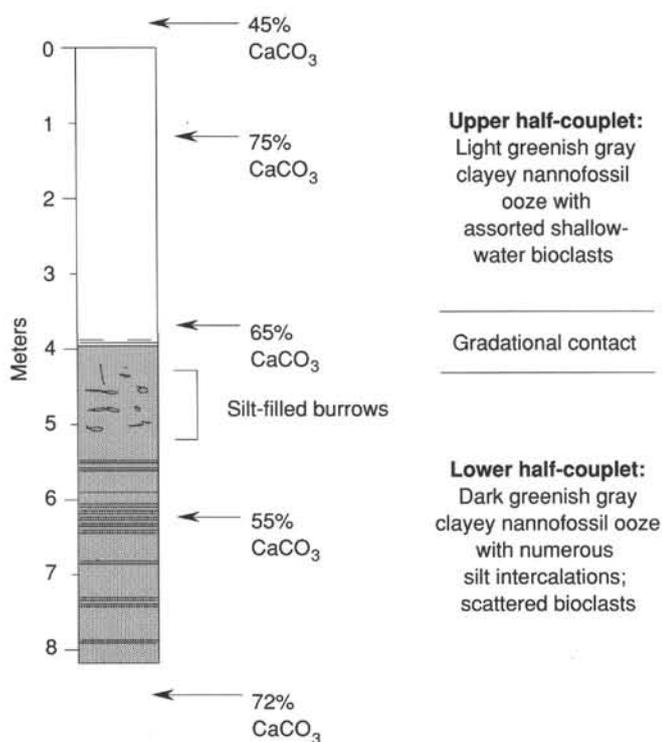 45%
CaCO₃
0
1
2
3
4
5
6
7
8
Meters
75%
CaCO₃
65%
CaCO₃
Silt-filled burrows
55%
CaCO₃
72%
CaCO₃
Upper half-couplet:
Light greenish gray
clayey nannofossil
ooze with
assorted shallow-
water bioclasts
Gradational contact
Lower half-couplet:
Dark greenish gray
clayey nannofossil ooze
with numerous
silt intercalations;
scattered bioclasts